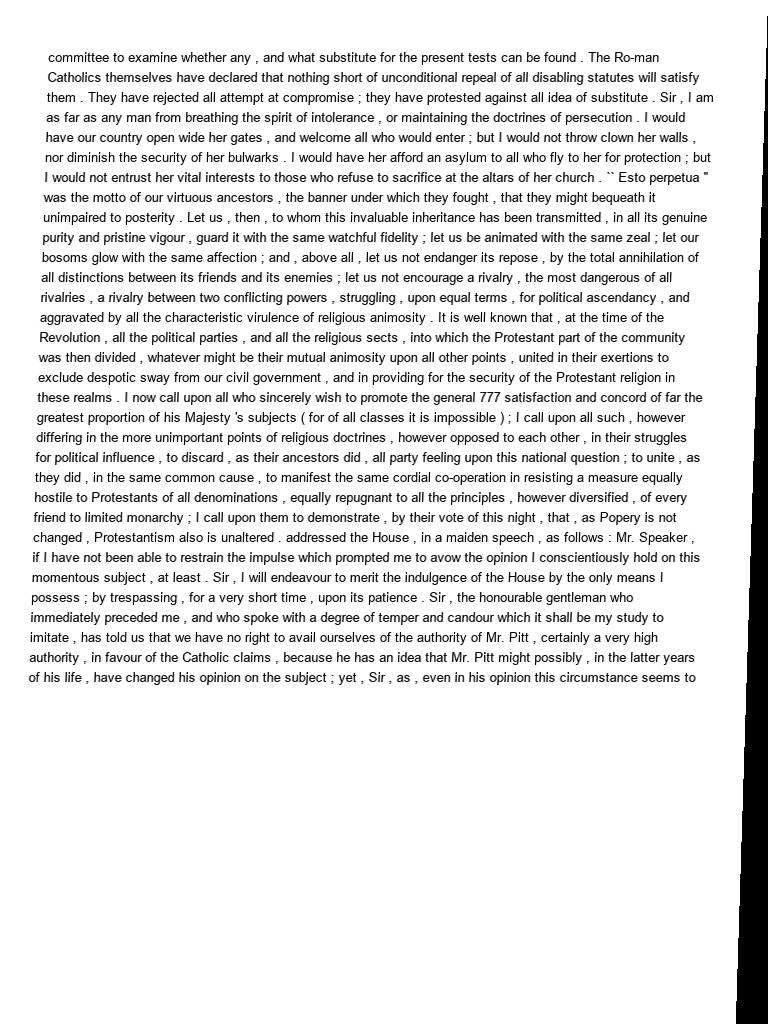 committee to examine whether any , and what substitute for the present tests can be found . The Ro-man
Catholics themselves have declared that nothing short of unconditional repeal of all disabling statutes will satisfy
them . They have rejected all attempt at compromise ; they have protested against all idea of substitute . Sir , I am
as far as any man from breathing the spirit of intolerance , or maintaining the doctrines of persecution . I would
have our country open wide her gates , and welcome all who would enter ; but I would not throw clown her walls ,
nor diminish the security of her bulwarks . I would have her afford an asylum to all who fly to her for protection ; but
I would not entrust her vital interests to those who refuse to sacrifice at the altars of her church . `` Esto perpetua "
was the motto of our virtuous ancestors , the banner under which they fought , that they might bequeath it
unimpaired to posterity . Let us , then , to whom this invaluable inheritance has been transmitted , in all its genuine
purity and pristine vigour , guard it with the same watchful fidelity ; let us be animated with the same zeal ; let our
bosoms glow with the same affection ; and , above all , let us not endanger its repose , by the total annihilation of
all distinctions between its friends and its enemies ; let us not encourage a rivalry , the most dangerous of all
rivalries , a rivalry between two conflicting powers , struggling , upon equal terms , for political ascendancy , and
aggravated by all the characteristic virulence of religious animosity . It is well known that , at the time of the
Revolution , all the political parties , and all the religious sects , into which the Protestant part of the community
was then divided , whatever might be their mutual animosity upon all other points , united in their exertions to
exclude despotic sway from our civil government , and in providing for the security of the Protestant religion in
these realms . I now call upon all who sincerely wish to promote the general 777 satisfaction and concord of far the
greatest proportion of his Majesty 's subjects ( for of all classes it is impossible ) ; I call upon all such , however
differing in the more unimportant points of religious doctrines , however opposed to each other , in their struggles
for political influence , to discard , as their ancestors did , all party feeling upon this national question ; to unite , as
they did , in the same common cause , to manifest the same cordial co-operation in resisting a measure equally
hostile to Protestants of all denominations , equally repugnant to all the principles , however diversified , of every
friend to limited monarchy ; I call upon them to demonstrate , by their vote of this night , that , as Popery is not
changed , Protestantism also is unaltered . addressed the House , in a maiden speech , as follows : Mr. Speaker ,
if I have not been able to restrain the impulse which prompted me to avow the opinion I conscientiously hold on this
momentous subject , at least . Sir , I will endeavour to merit the indulgence of the House by the only means I
possess ; by trespassing , for a very short time , upon its patience . Sir , the honourable gentleman who
immediately preceded me , and who spoke with a degree of temper and candour which it shall be my study to
imitate , has told us that we have no right to avail ourselves of the authority of Mr. Pitt , certainly a very high
authority , in favour of the Catholic claims , because he has an idea that Mr. Pitt might possibly , in the latter years
of his life , have changed his opinion on the subject ; yet , Sir , as , even in his opinion this circumstance seems to